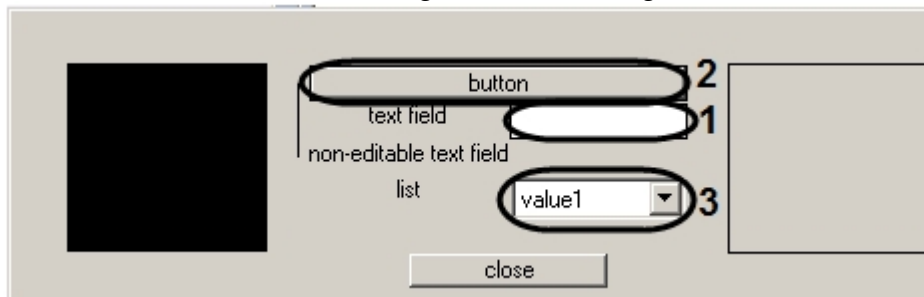 button 2
text field 1
non-editable text field
list value1 3
close